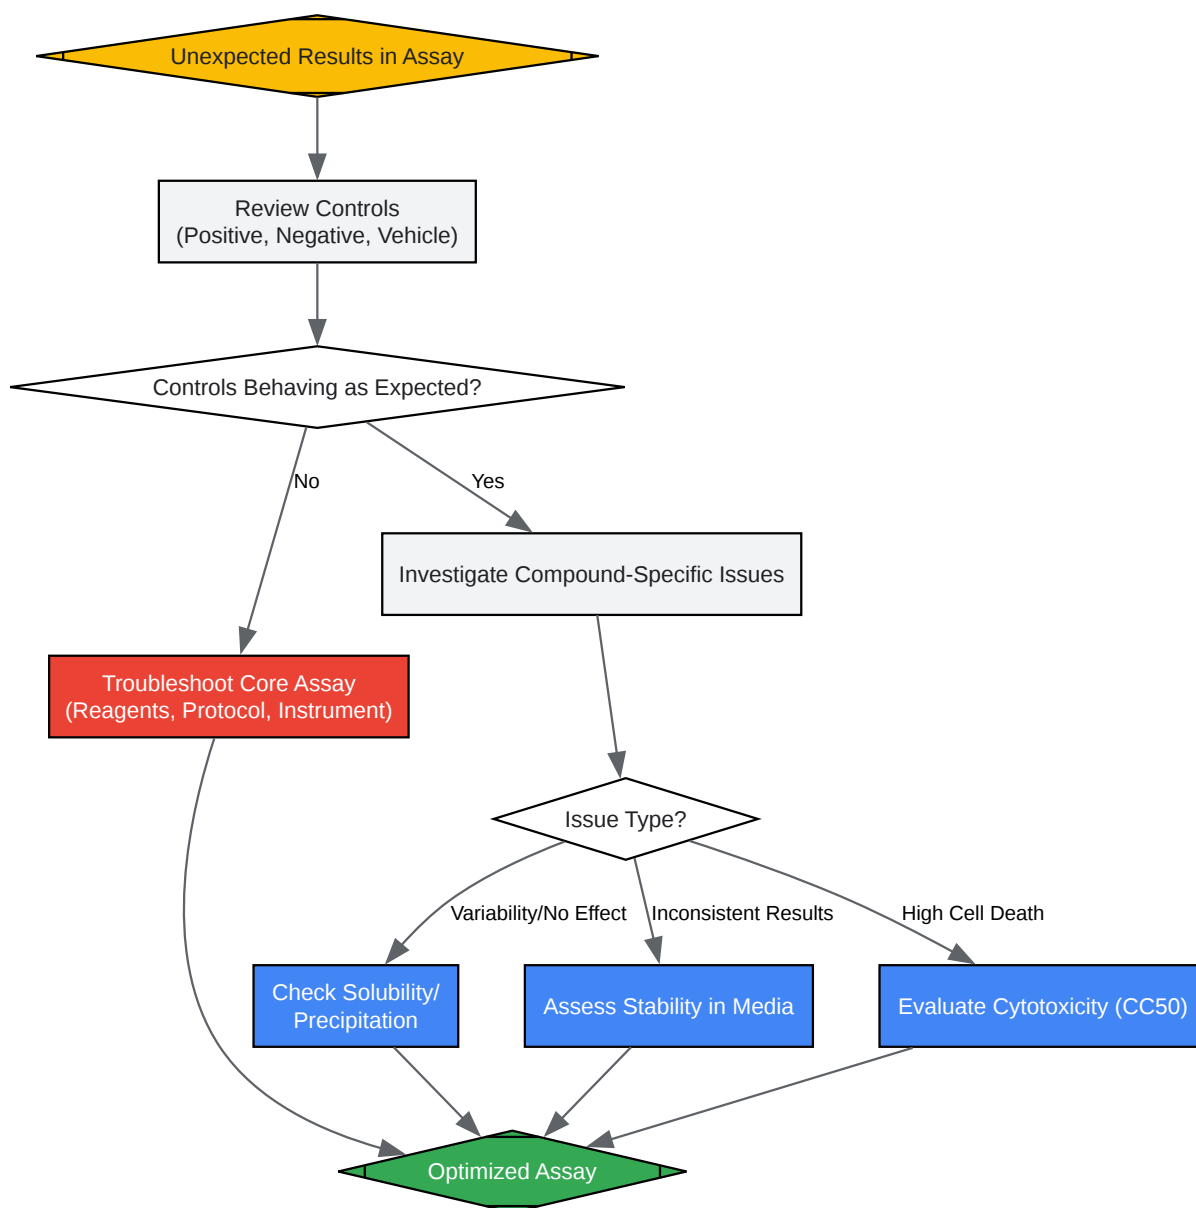 Unexpected Results in Assay
Review Controls
(Positive, Negative, Vehicle)
Controls Behaving as Expected?
No
Yes
Investigate Compound-Specific Issues
Troubleshoot Core Assay
(Reagents, Protocol, Instrument)
Issue Type?
Variability/No Effect
Inconsistent Results
High Cell Death
Check Solubility/
Precipitation
Assess Stability in Media
Evaluate Cytotoxicity (CC50)
Optimized Assay